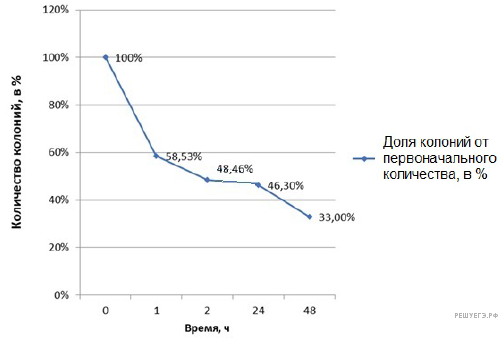 120%
100%
100%
80%
60%
58,53%
48,46%
46,30%
40%
33,00%
20%
0%
0 1 2 24 48
Количество колоний, в %
Время, ч
Доля колоний от
первоначального
количества, в %
РЕШУЕГЭ.РФ